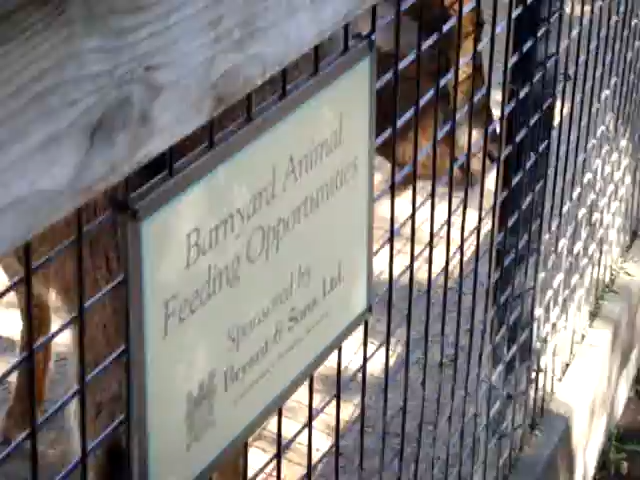 Barnyard Animal
Feeding Opportunities
Sponsored by
& Sons, Ltd.